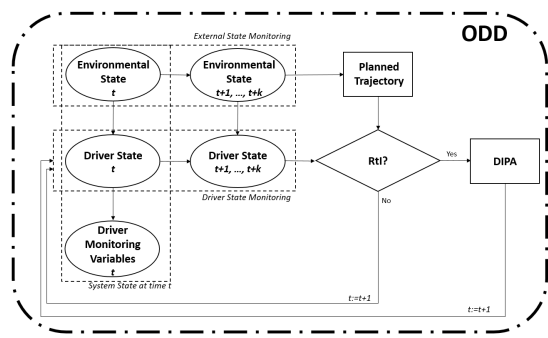 ODD
External State Monitoring
Environmental
State
t
Environmental
State
t+1, ..., t+k
Planned
Trajectory
Driver State
t
Driver State
t+1, ..., t+k
RtI?
Yes
DIPA
No
Driver State Monitoring
Driver
Monitoring
Variables
t
System State at time t
t:=t+1
t:=t+1